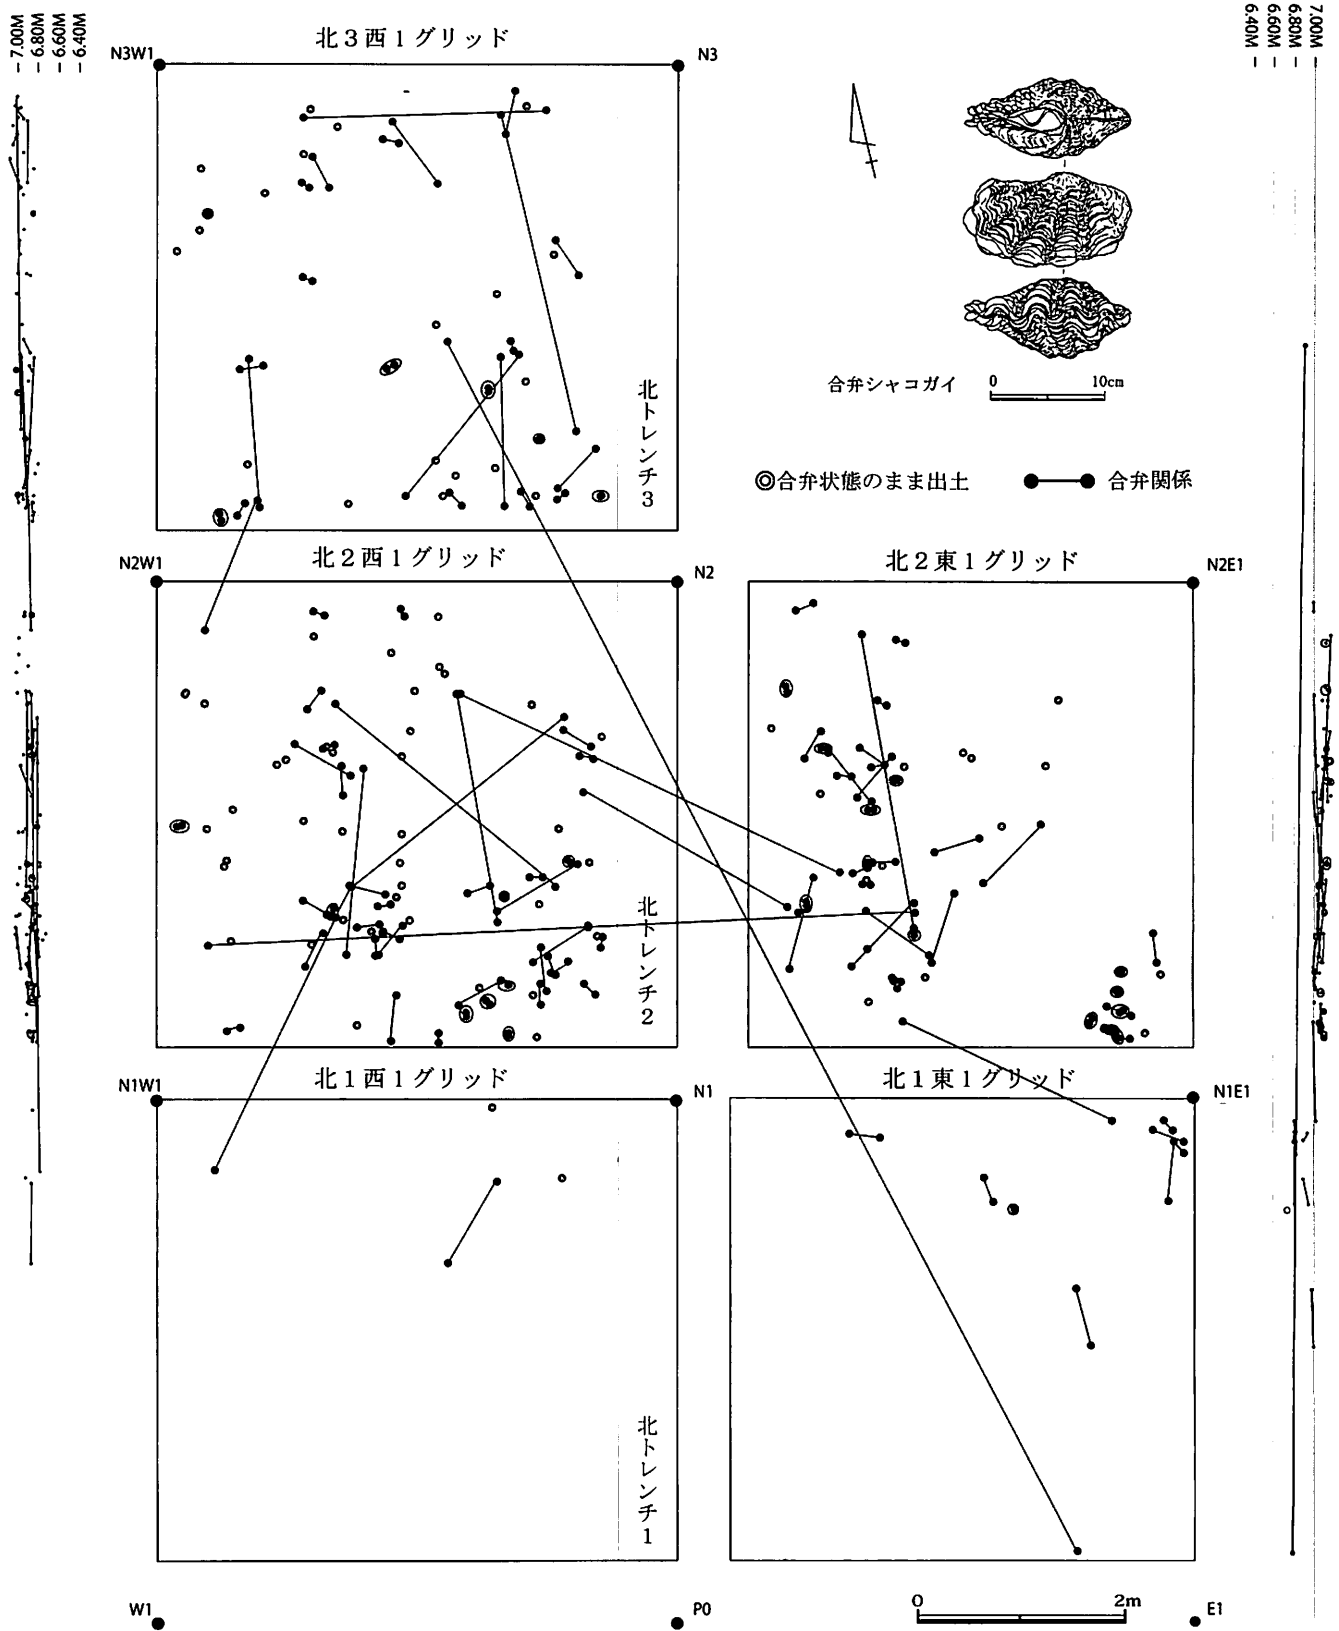 7.00M
6.80M
6.60M
6.40M
6.40M
6.60M
6.80M
7.00M
北3西1グリッド
N3W1
N3
合弁シャコガイ
0 10cm
北トレンチ3
◎合弁状態のまま出土
●―●合弁関係
北2西1グリッド
N2W1
N2
北2東1グリッド
N2E1
北トレンチ2
北1西1グリッド
N1W1
N1
北1東1グリッド
N1E1
北トレンチ1
0 2m
W1
P0
E1